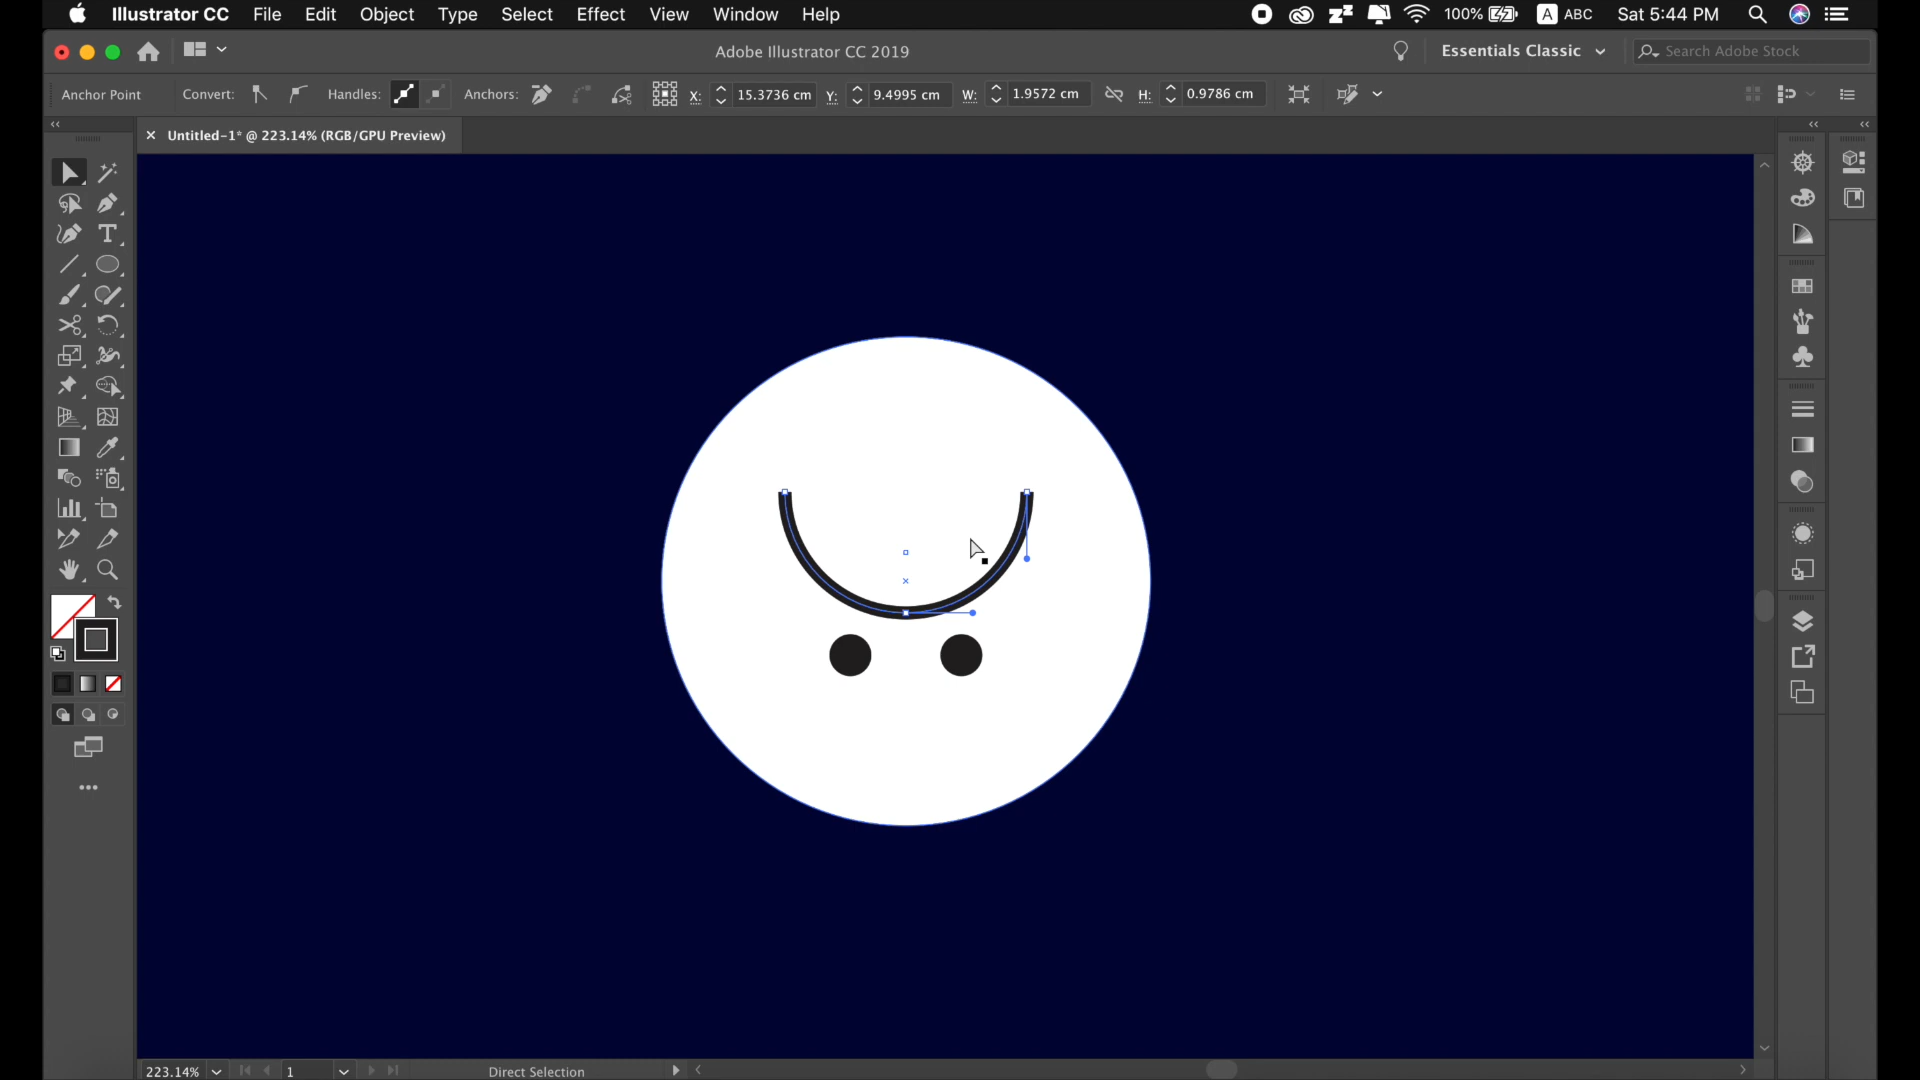 Illustrator CC File Edit Object Type Select Effect View Window Help 100% A ABC Sat 5:44 PM
Adobe Illustrator CC 2019 Essentials Classic Search Adobe Stock
Anchor Point Convert: Handles: Anchors: X: 15.3736 cm Y: 9.4995 cm W: 1.9572 cm H: 0.9786 cm
× Untitled-1* @ 223.14% (RGB/GPU Preview)
223.14% 1 Direct Selection